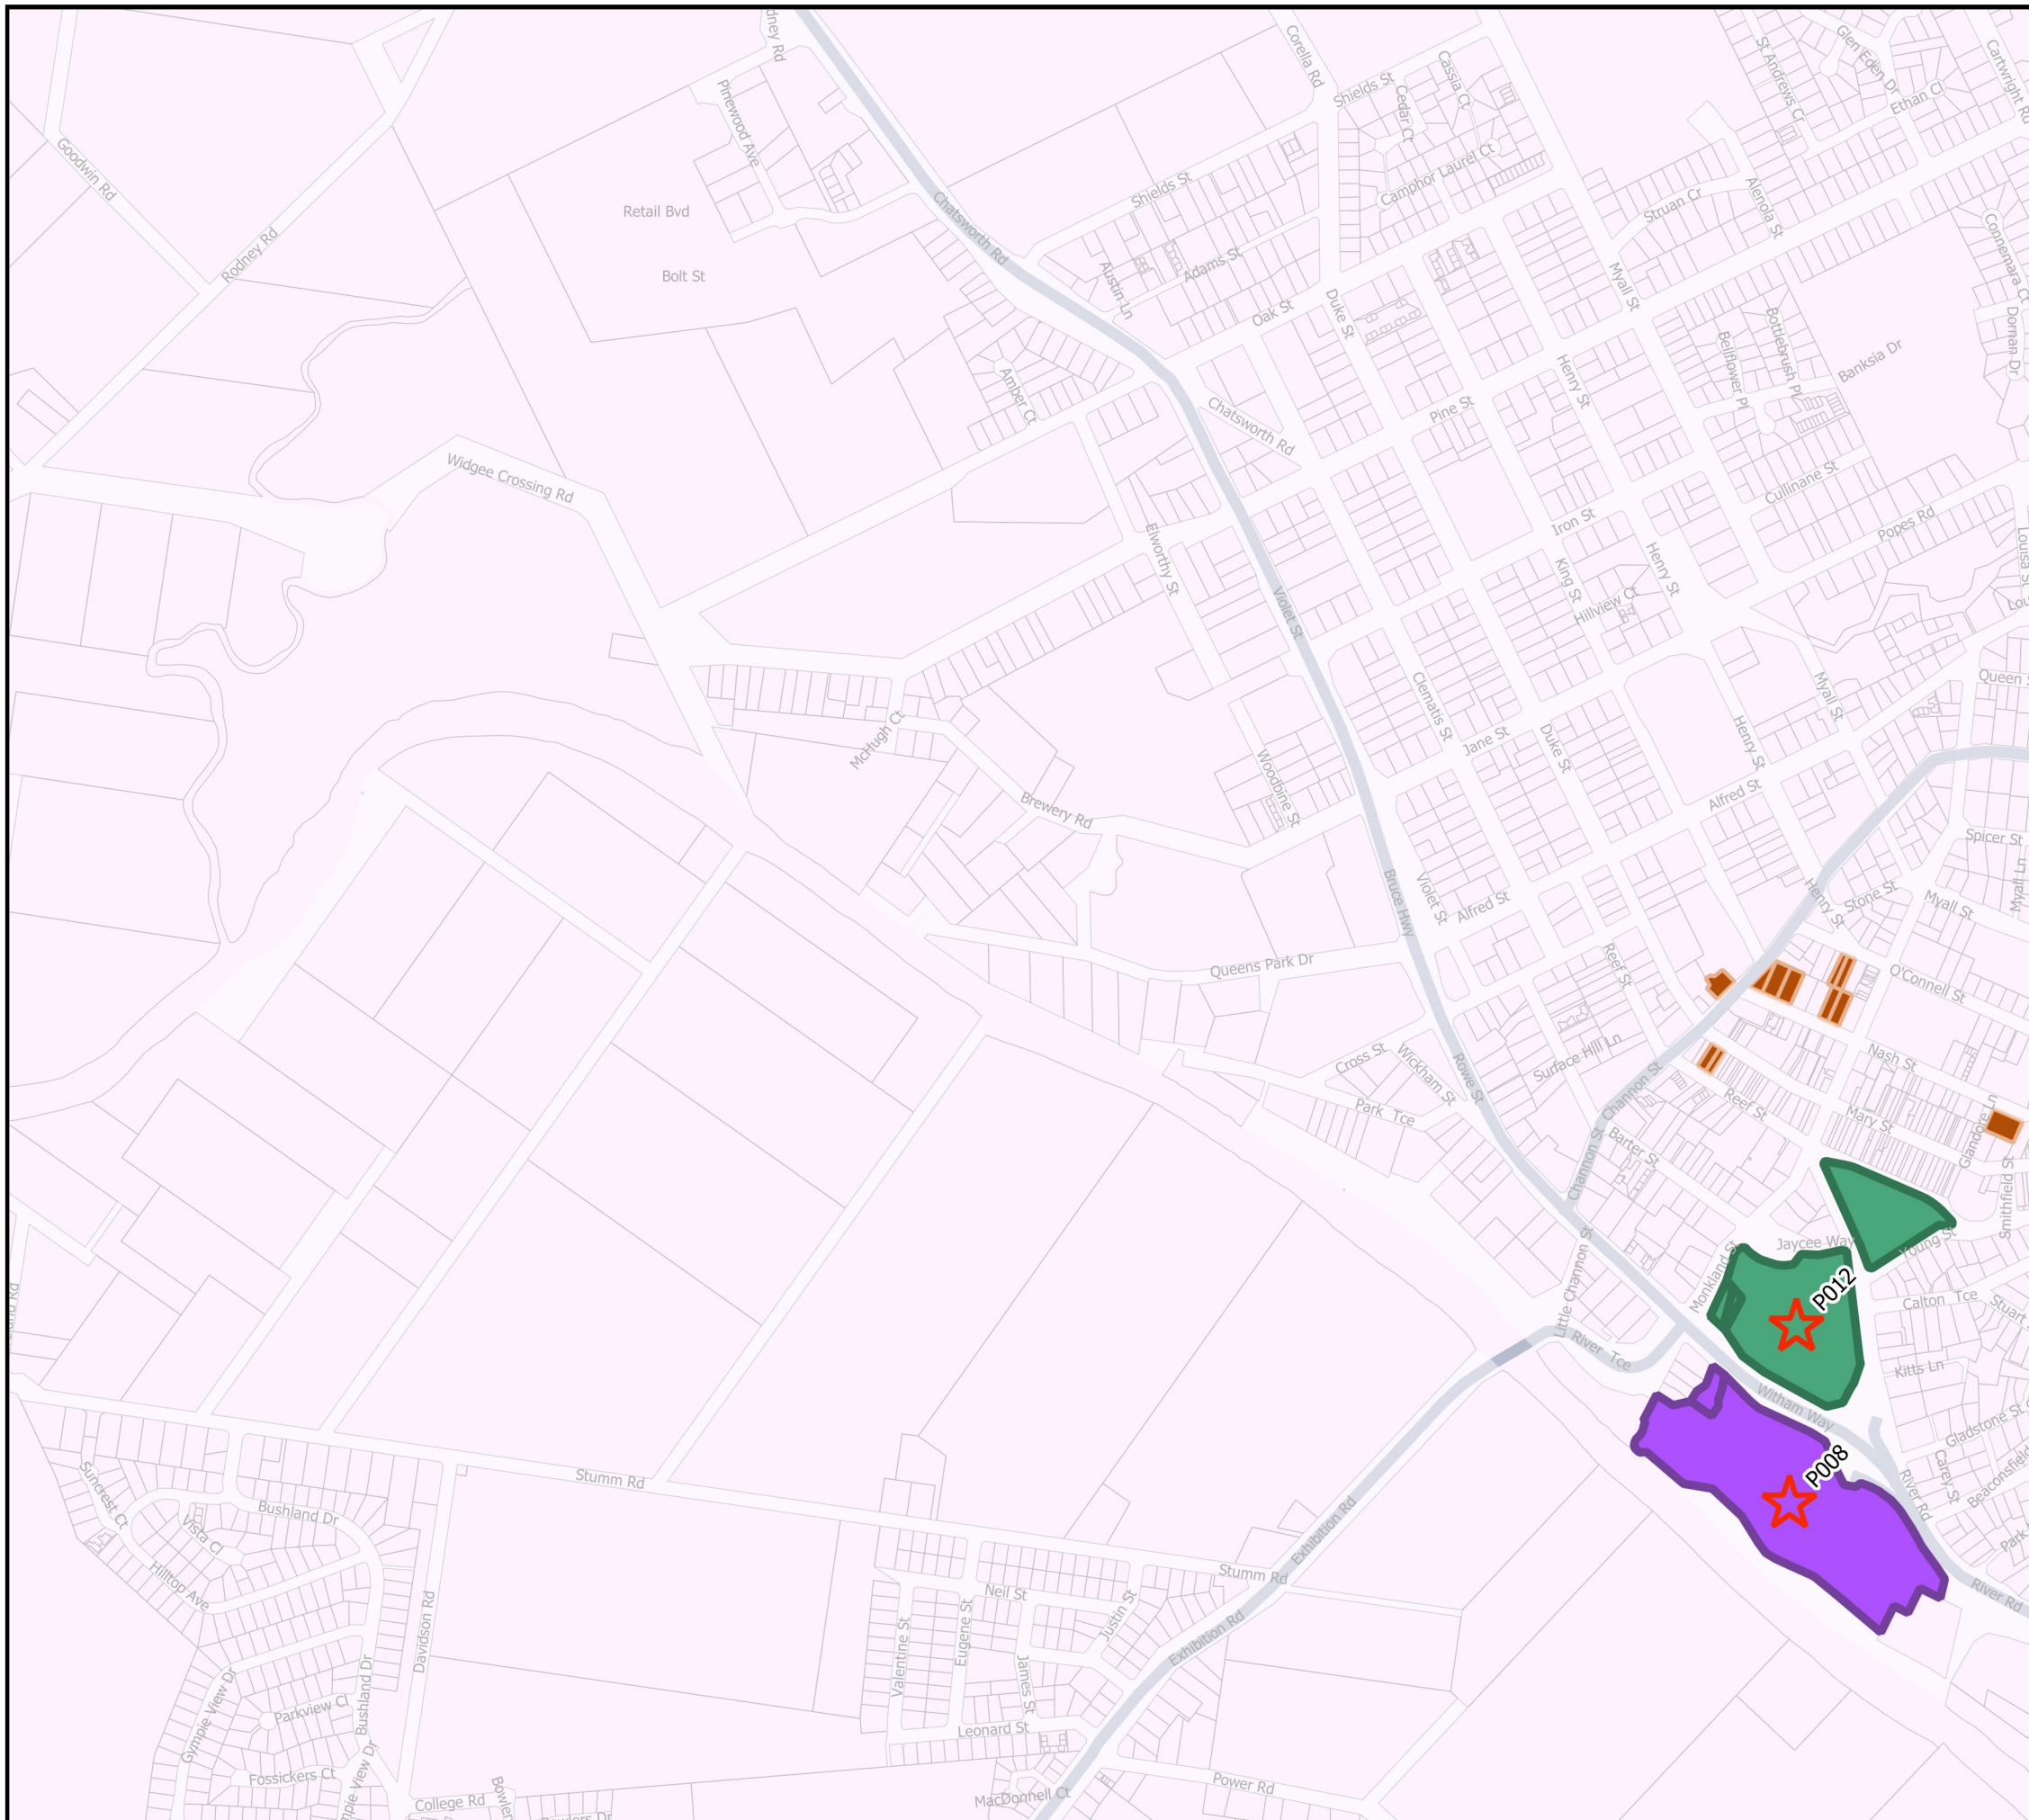 Corella Rd
Glen Eden Dr
St Andrews Cr
Cartwright Rd
Cassia Ct
Shields St
Cedar Ct
Ethan Cl
Pinewood Ave
Goodwin Rd
Camphor Laurel Ct
Shields St
Struan Cr
Alenola St
Retail Bvd
Chatsworth Rd
Connemara Ct
Rodney Rd
Adams St
Bolt St
Austin Ln
Myall St
Oak St
Duke St
Dornan Dr
Bottlebrush Pl
Bellflower Pl
Banksia Dr
Amber Ct
Henry St
Chatsworth Rd
Pine St
Widgee Crossing Rd
Cullinane St
Iron St
Popes Rd
Elworthy St
Louisa St
Henry St
King St
Hillview Ct
Violet St
Clematis St
Myall St
Queen S
McHugh Ct
Jane St
Duke St
Henry St
Woodbine St
Alfred St
Brewery Rd
Spicer St
Bruce Hwy
Violet St
Alfred St
Henry St
Stone St
Myall St
Myall Ln
Queens Park Dr
Reef St
O'Connell St
Cross St
Wickham St
Rowe St
Surface Hill Ln
Nash St
Channon St
Park Tce
Reef St
Mary St
Glandore Ln
Barter St
Channon St
Smithfield St
Jaycee Way
Young St
Little Channon St
Monkland St
P012
Calton Tce
River Tce
Kitts Ln
Witham Way
Gladstone St
P008
Carey St
Beaconsfield
River Rd
Stumm Rd
Suncrest Ct
Bushland Dr
Vista Cl
Exhibition Rd
Hilltop Ave
Stumm Rd
Neil St
River Rd
Justin St
Eugene St
Valentine St
Davidson Rd
Exhibition Rd
James St
Bushland Dr
Gympie View Dr
Parkview Cl
Leonard St
Fossickers Ct
Power Rd
MacDonnell Ct
College Rd